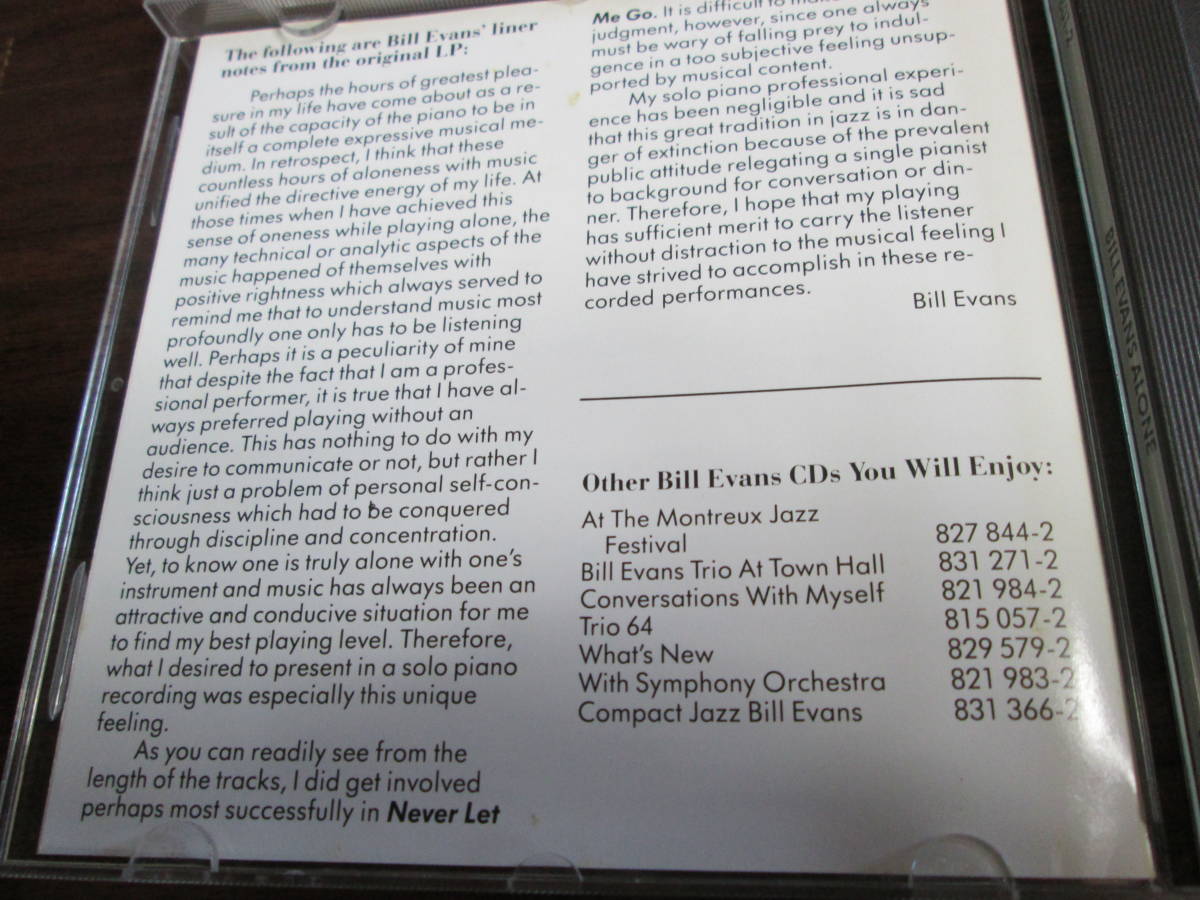 The following are Bill Evans' liner
notes from the original LP:
Perhaps the hours of greatest plea-
sure in my life have come about as a re-
sult of the capacity of the piano to be in
itself a complete expressive musical me-
dium. In retrospect, I think that these
countless hours of aloneness with music
unified the directive energy of my life. At
those times when I have achieved this
sense of oneness while playing alone, the
many technical or analytic aspects of the
music happened of themselves with
positive rightness which always served to
remind me that to understand music most
profoundly one only has to be listening
well. Perhaps it is a peculiarity of mine
that despite the fact that I am a profes-
sional performer, it is true that I have al-
ways preferred playing without an
audience. This has nothing to do with my
desire to communicate or not, but rather I
think just a problem of personal self-con-
sciousness which had to be conquered
through discipline and concentration.
Yet, to know one is truly alone with one's
instrument and music has always been an
attractive and conducive situation for me
to find my best playing level. Therefore,
what I desired to present in a solo piano
recording was especially this unique
feeling.
As you can readily see from the
length of the tracks, I did get involved
perhaps most successfully in Never Let
Me Go. It is difficult to make
judgment, however, since one always
must be wary of falling prey to indul-
gence in a too subjective feeling unsup-
ported by musical content.
My solo piano professional experi-
ence has been negligible and it is sad
that this great tradition in jazz is in dan-
ger of extinction because of the prevalent
public attitude relegating a single pianist
to background for conversation or din-
ner. Therefore, I hope that my playing
has sufficient merit to carry the listener
without distraction to the musical feeling I
have strived to accomplish in these re-
corded performances.
Bill Evans
Other Bill Evans CDs You Will Enjoy:
At The Montreux Jazz
Festival 827 844-2
Bill Evans Trio At Town Hall 831 271-2
Conversations With Myself 821 984-2
Trio 64 815 057-2
What's New 829 579-2
With Symphony Orchestra 821 983-2
Compact Jazz Bill Evans 831 366-2
BILL EVANS ALONE